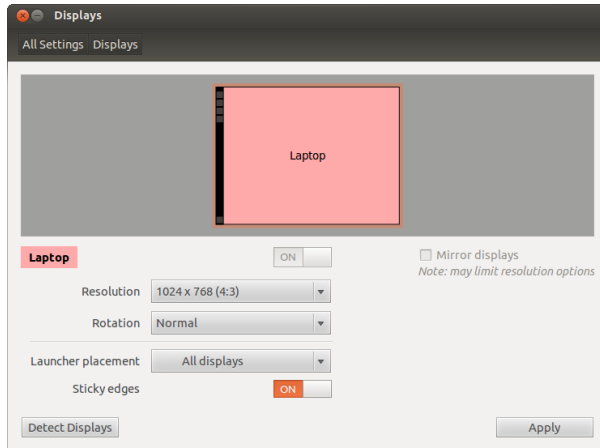 Displays
All Settings Displays
Laptop
Laptop ON Mirror displays
Note: may limit resolution options
Resolution 1024 x 768 (4:3)
Rotation Normal
Launcher placement All displays
Sticky edges ON
Detect Displays Apply